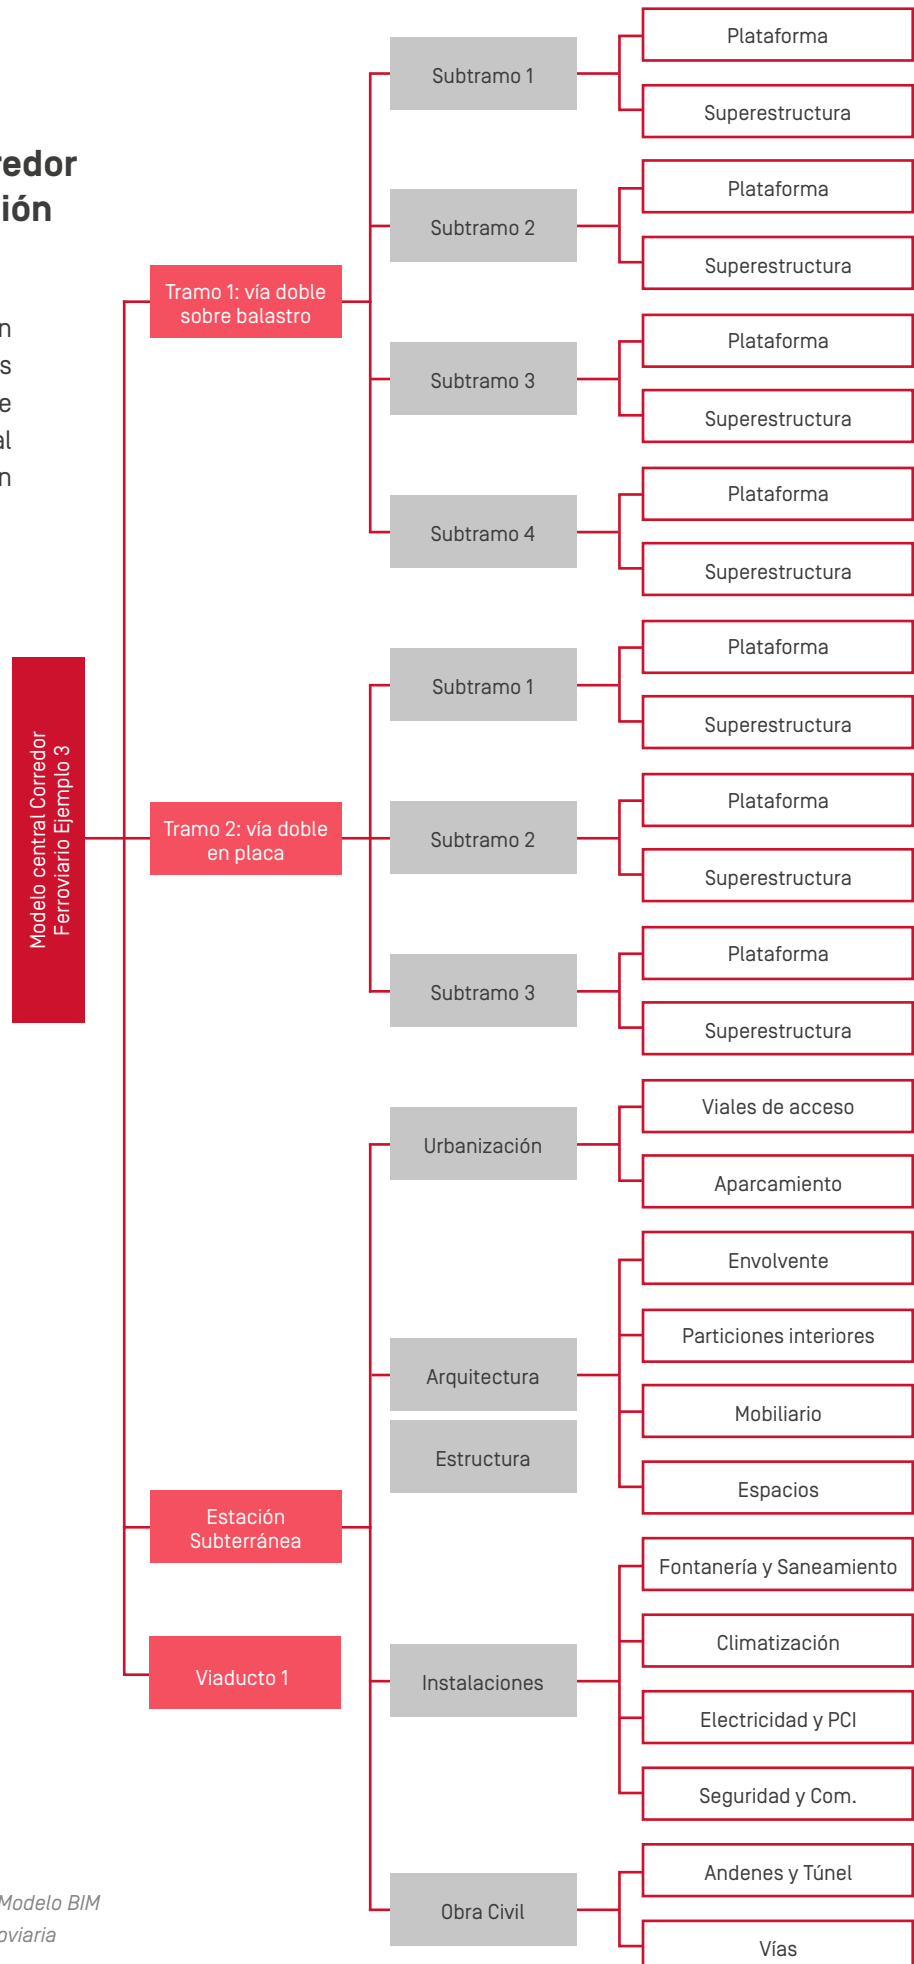 redor
ión
n
s
e
al
n
Modelo central Corredor
Ferroviario Ejemplo 3
Tramo 1: vía doble
sobre balastro
Subtramo 1
Plataforma
Superestructura
Subtramo 2
Plataforma
Superestructura
Subtramo 3
Plataforma
Superestructura
Subtramo 4
Plataforma
Superestructura
Tramo 2: vía doble
en placa
Subtramo 1
Plataforma
Superestructura
Subtramo 2
Plataforma
Superestructura
Subtramo 3
Plataforma
Superestructura
Estación
Subterránéa
Urbanización
Viales de acceso
Aparcamiento
Arquitectura
Envolvente
Particiones interiores
Mobiliario
Espacios
Estructura
Instalaciones
Fontanería y Saneamiento
Climatización
Electricidad y PCI
Seguridad y Com.
Obra Civil
Andenes y Túnel
Vías
Viaducto 1
Modelo BIM
oviaria